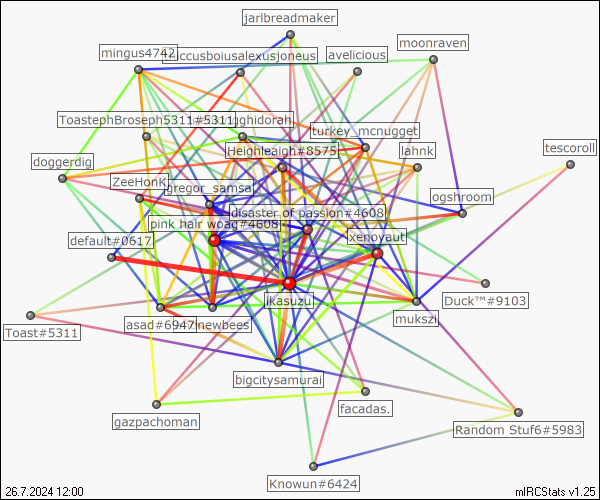 jarlbreadmaker
moonraven
mingus4742
iccusboiusalexusjoneus
avelicious
ToastephBroseph5311#5311
ghidorah
turkey_mcnugget
tescoroll
Heighleaigh#8575
lahnk
doggerdig
ZeeHonk
gregor_samsa
ogshroom
disaster of passion#4608
pink hair woag#4608
xenoyaut
default#0617
ikasuzu
Duck™#9103
Toast#5311
asad#6947
newbees
mukszi
bigcitysamurai
facadas.
gazpachoman
Random Stuf6#5983
Knowun#6424
26.7.2024 12:00
mIRCStats v1.25